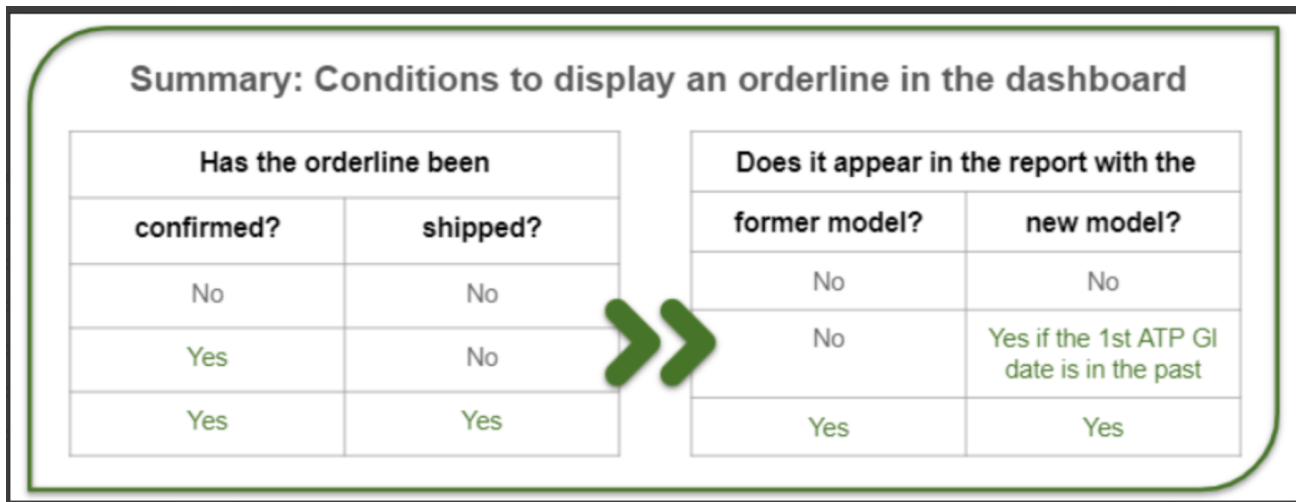 Summary: Conditions to display an orderline in the dashboard
Has the orderline been
confirmed? shipped?
No No
Yes No
Yes Yes
Does it appear in the report with the
former model? new model?
No No
No Yes if the 1st ATP GI
date is in the past
Yes Yes